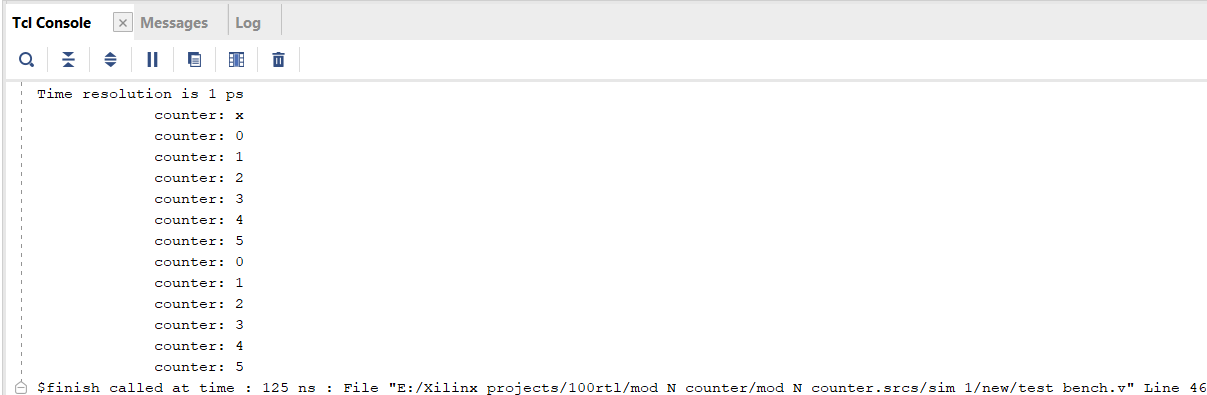 Tcl Console × Messages Log
Time resolution is 1 ps
counter: x
counter: 0
counter: 1
counter: 2
counter: 3
counter: 4
counter: 5
counter: 0
counter: 1
counter: 2
counter: 3
counter: 4
counter: 5
$finish called at time : 125 ns : File "E:/Xilinx projects/100rtl/mod N counter/mod N counter.srcs/sim 1/new/test bench.v" Line 46